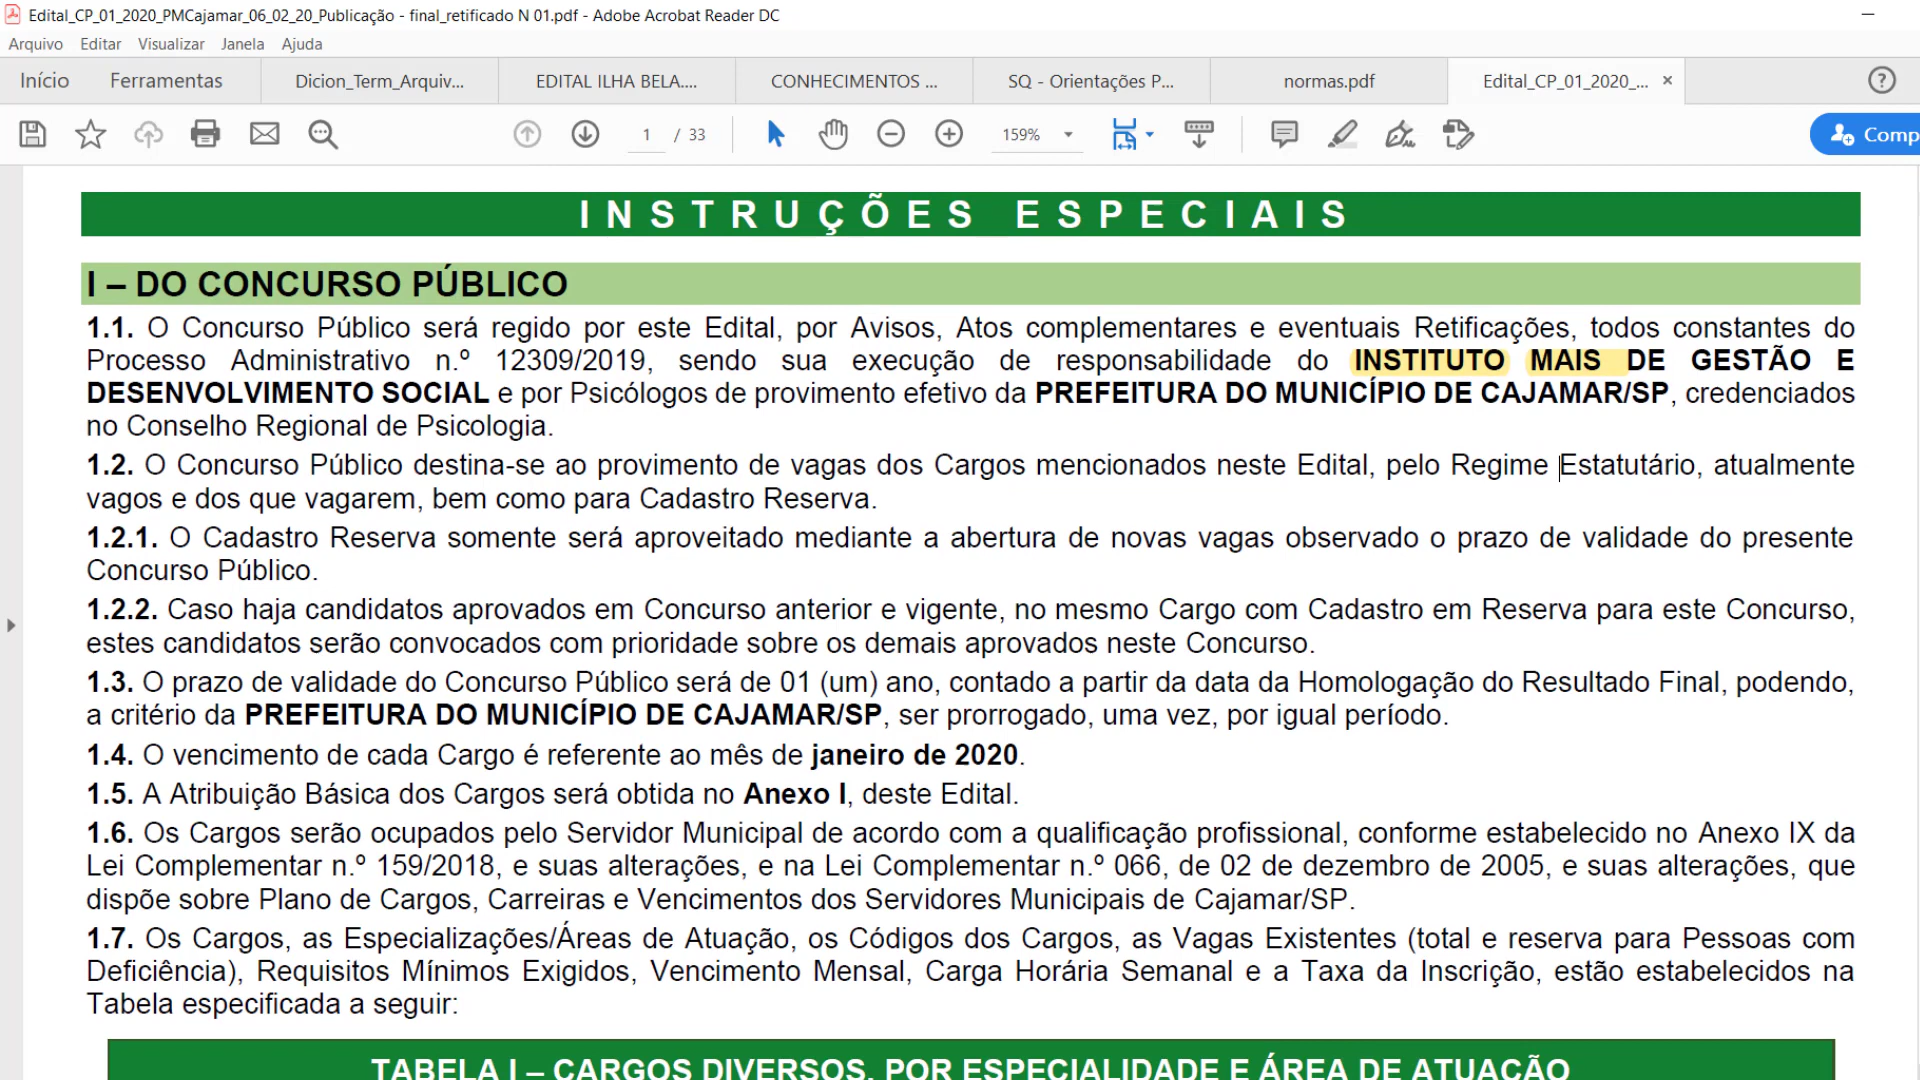 Edital_CP_01_2020_PMCajamar_06_02_20_Publicação - final_retificado N 01.pdf - Adobe Acrobat Reader DC
Arquivo Editar Visualizar Janela Ajuda
Início Ferramentas Dicion_Term_Arquiv... EDITAL ILHA BELA.... CONHECIMENTOS ... SQ - Orientações P... normas.pdf Edital_CP_01_2020_... × ?
1 / 33 159% Comp
INSTRUÇÕES ESPECIAIS
I – DO CONCURSO PÚBLICO
1.1. O Concurso Público será regido por este Edital, por Avisos, Atos complementares e eventuais Retificações, todos constantes do
Processo Administrativo n.º 12309/2019, sendo sua execução de responsabilidade do INSTITUTO MAIS DE GESTÃO E
DESENVOLVIMENTO SOCIAL e por Psicólogos de provimento efetivo da PREFEITURA DO MUNICÍPIO DE CAJAMAR/SP, credenciados
no Conselho Regional de Psicologia.
1.2. O Concurso Público destina-se ao provimento de vagas dos Cargos mencionados neste Edital, pelo Regime Estatutário, atualmente
vagos e dos que vagarem, bem como para Cadastro Reserva.
1.2.1. O Cadastro Reserva somente será aproveitado mediante a abertura de novas vagas observado o prazo de validade do presente
Concurso Público.
1.2.2. Caso haja candidatos aprovados em Concurso anterior e vigente, no mesmo Cargo com Cadastro em Reserva para este Concurso,
estes candidatos serão convocados com prioridade sobre os demais aprovados neste Concurso.
1.3. O prazo de validade do Concurso Público será de 01 (um) ano, contado a partir da data da Homologação do Resultado Final, podendo,
a critério da PREFEITURA DO MUNICÍPIO DE CAJAMAR/SP, ser prorrogado, uma vez, por igual período.
1.4. O vencimento de cada Cargo é referente ao mês de janeiro de 2020.
1.5. A Atribuição Básica dos Cargos será obtida no Anexo I, deste Edital.
1.6. Os Cargos serão ocupados pelo Servidor Municipal de acordo com a qualificação profissional, conforme estabelecido no Anexo IX da
Lei Complementar n.º 159/2018, e suas alterações, e na Lei Complementar n.º 066, de 02 de dezembro de 2005, e suas alterações, que
dispõe sobre Plano de Cargos, Carreiras e Vencimentos dos Servidores Municipais de Cajamar/SP.
1.7. Os Cargos, as Especializações/Áreas de Atuação, os Códigos dos Cargos, as Vagas Existentes (total e reserva para Pessoas com
Deficiência), Requisitos Mínimos Exigidos, Vencimento Mensal, Carga Horária Semanal e a Taxa da Inscrição, estão estabelecidos na
Tabela especificada a seguir:
TABELA I – CARGOS DIVERSOS, POR ESPECIALIDADE E ÁREA DE ATUAÇÃO